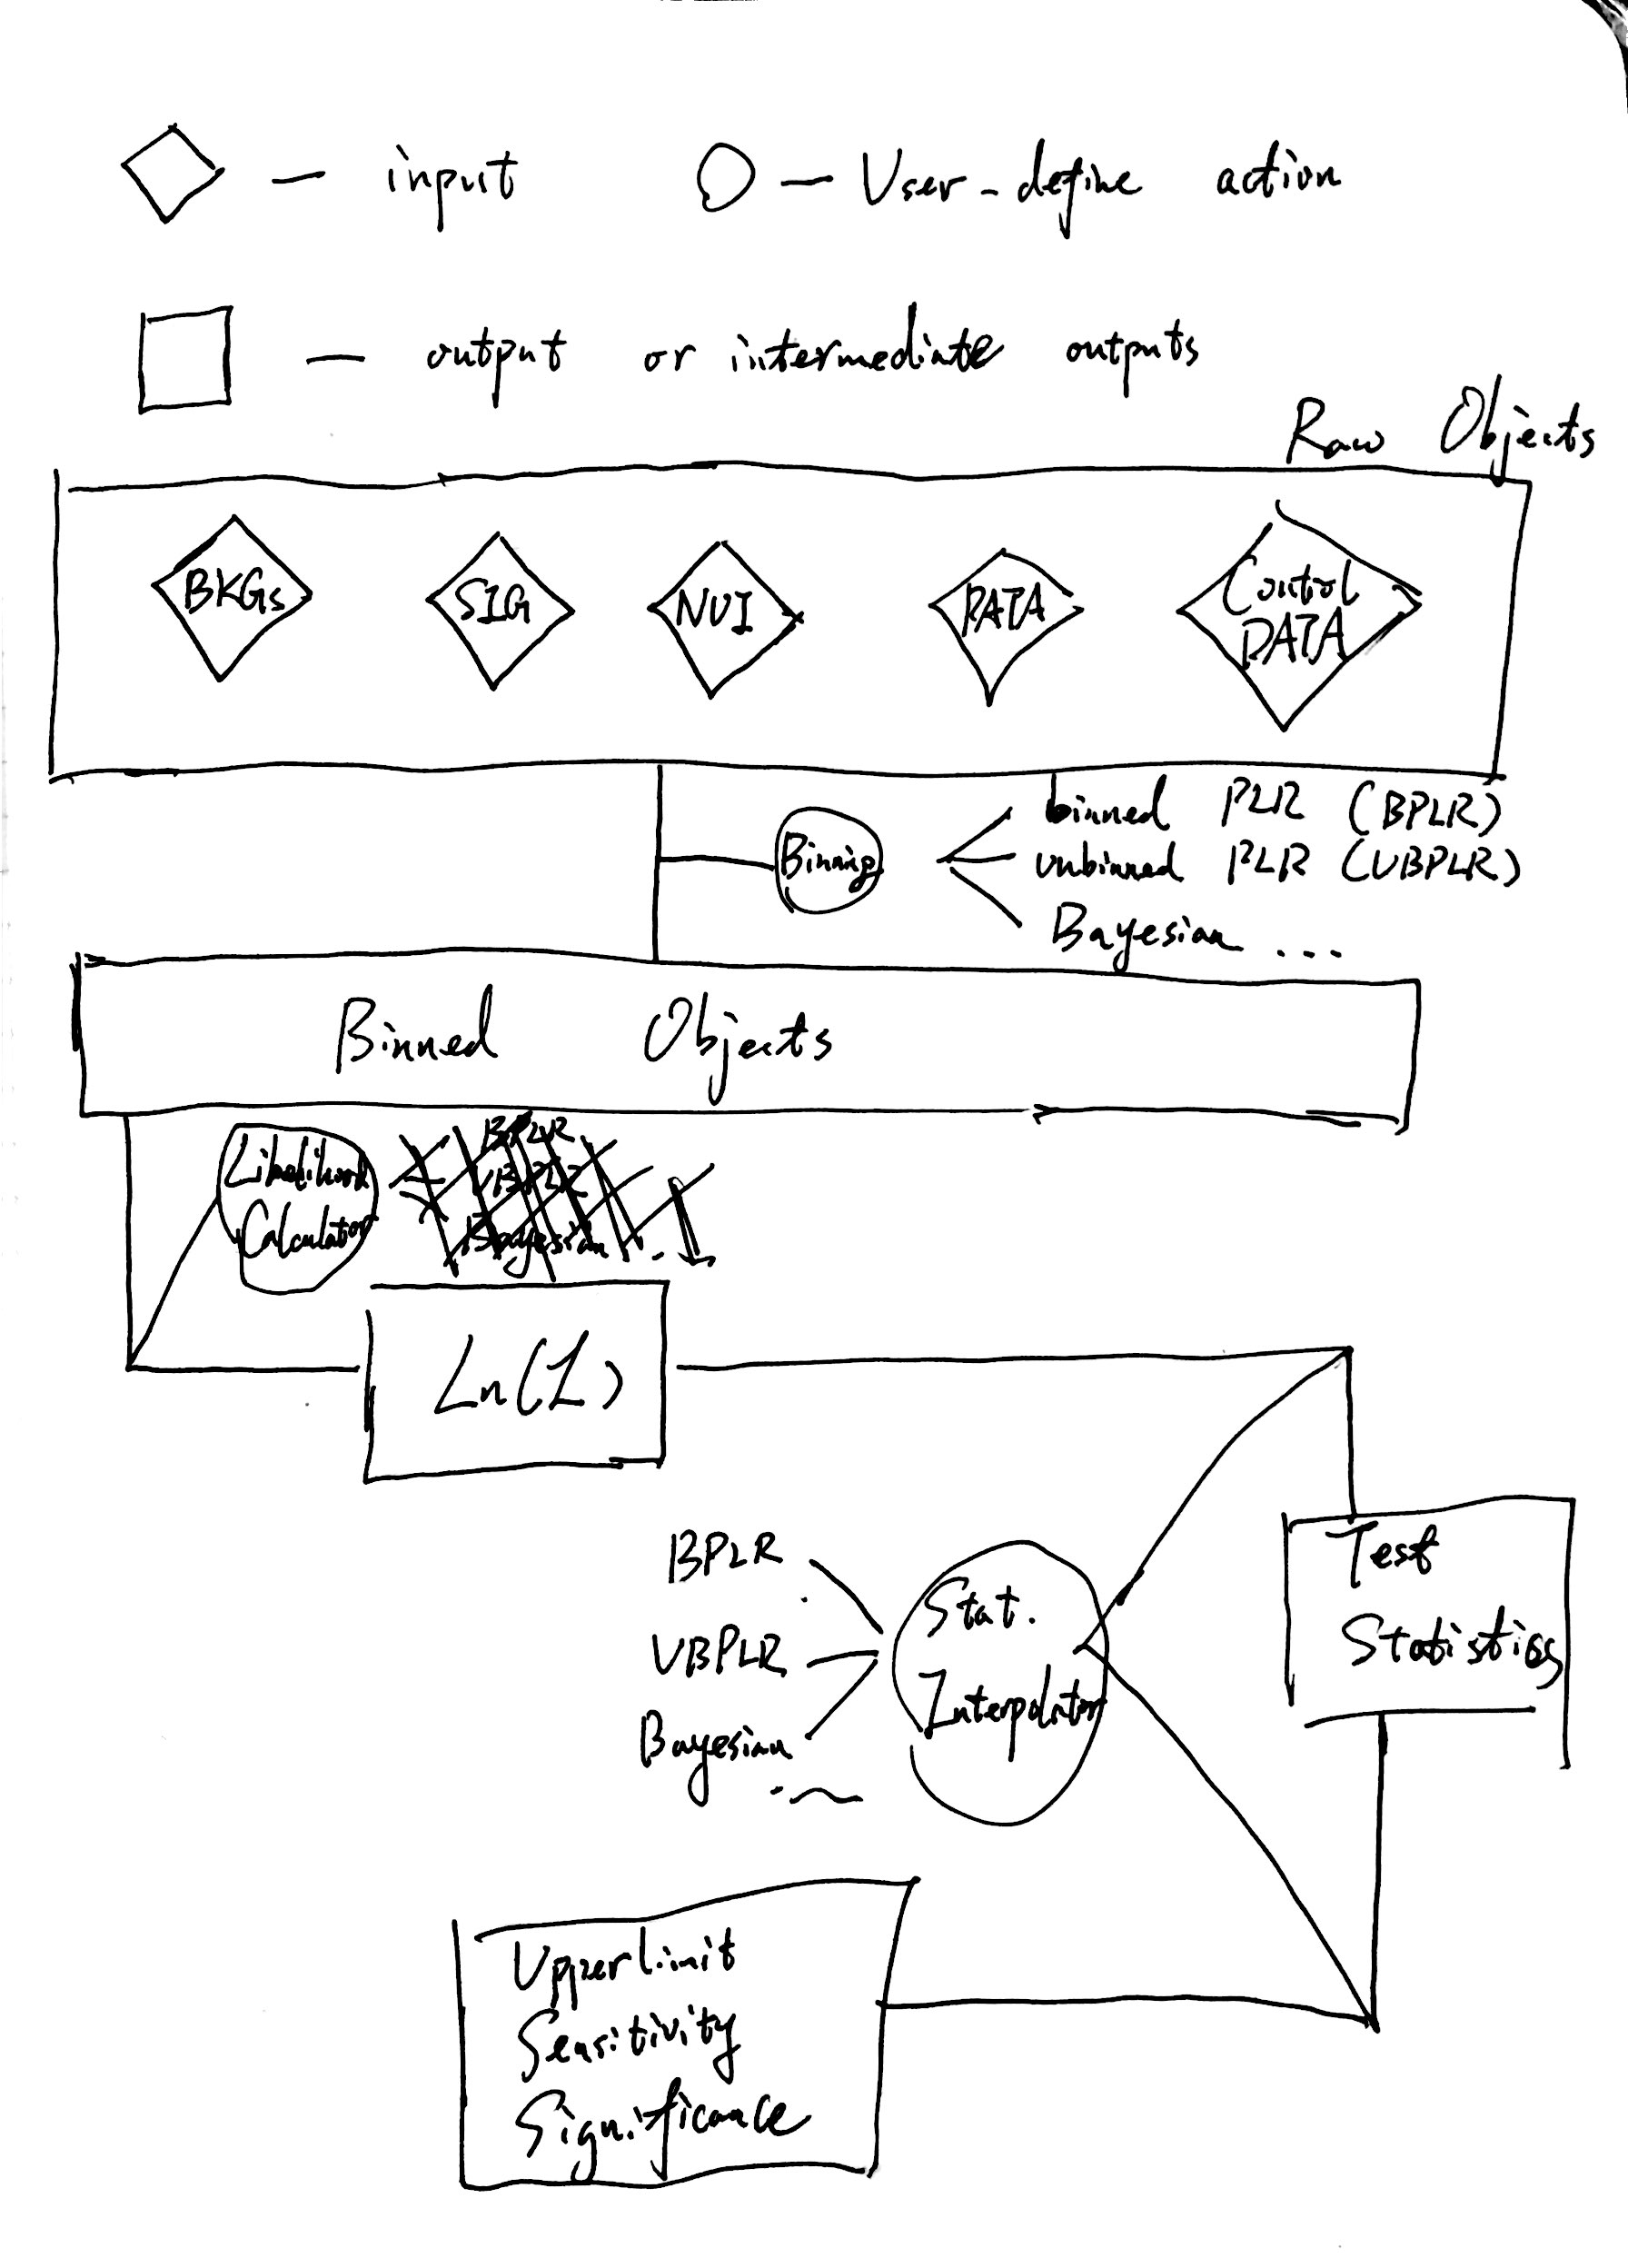 input
User-define action
output or intermediate outputs
Raw Objects
BKGs
SIG
NUI
DATA
Control
DATA
Binning
binned PLR (BPLR)
unbinned PLR (UBPLR)
Bayesian ....
Binned Objects
Likelihood
Calculator
BPLR
UBPLR
Bayesian
Ln(L)
BPLR
UBPLR
Bayesian
Stat.
Interpolator
Test
Statistics
Upper limit
Sensitivity
Significance